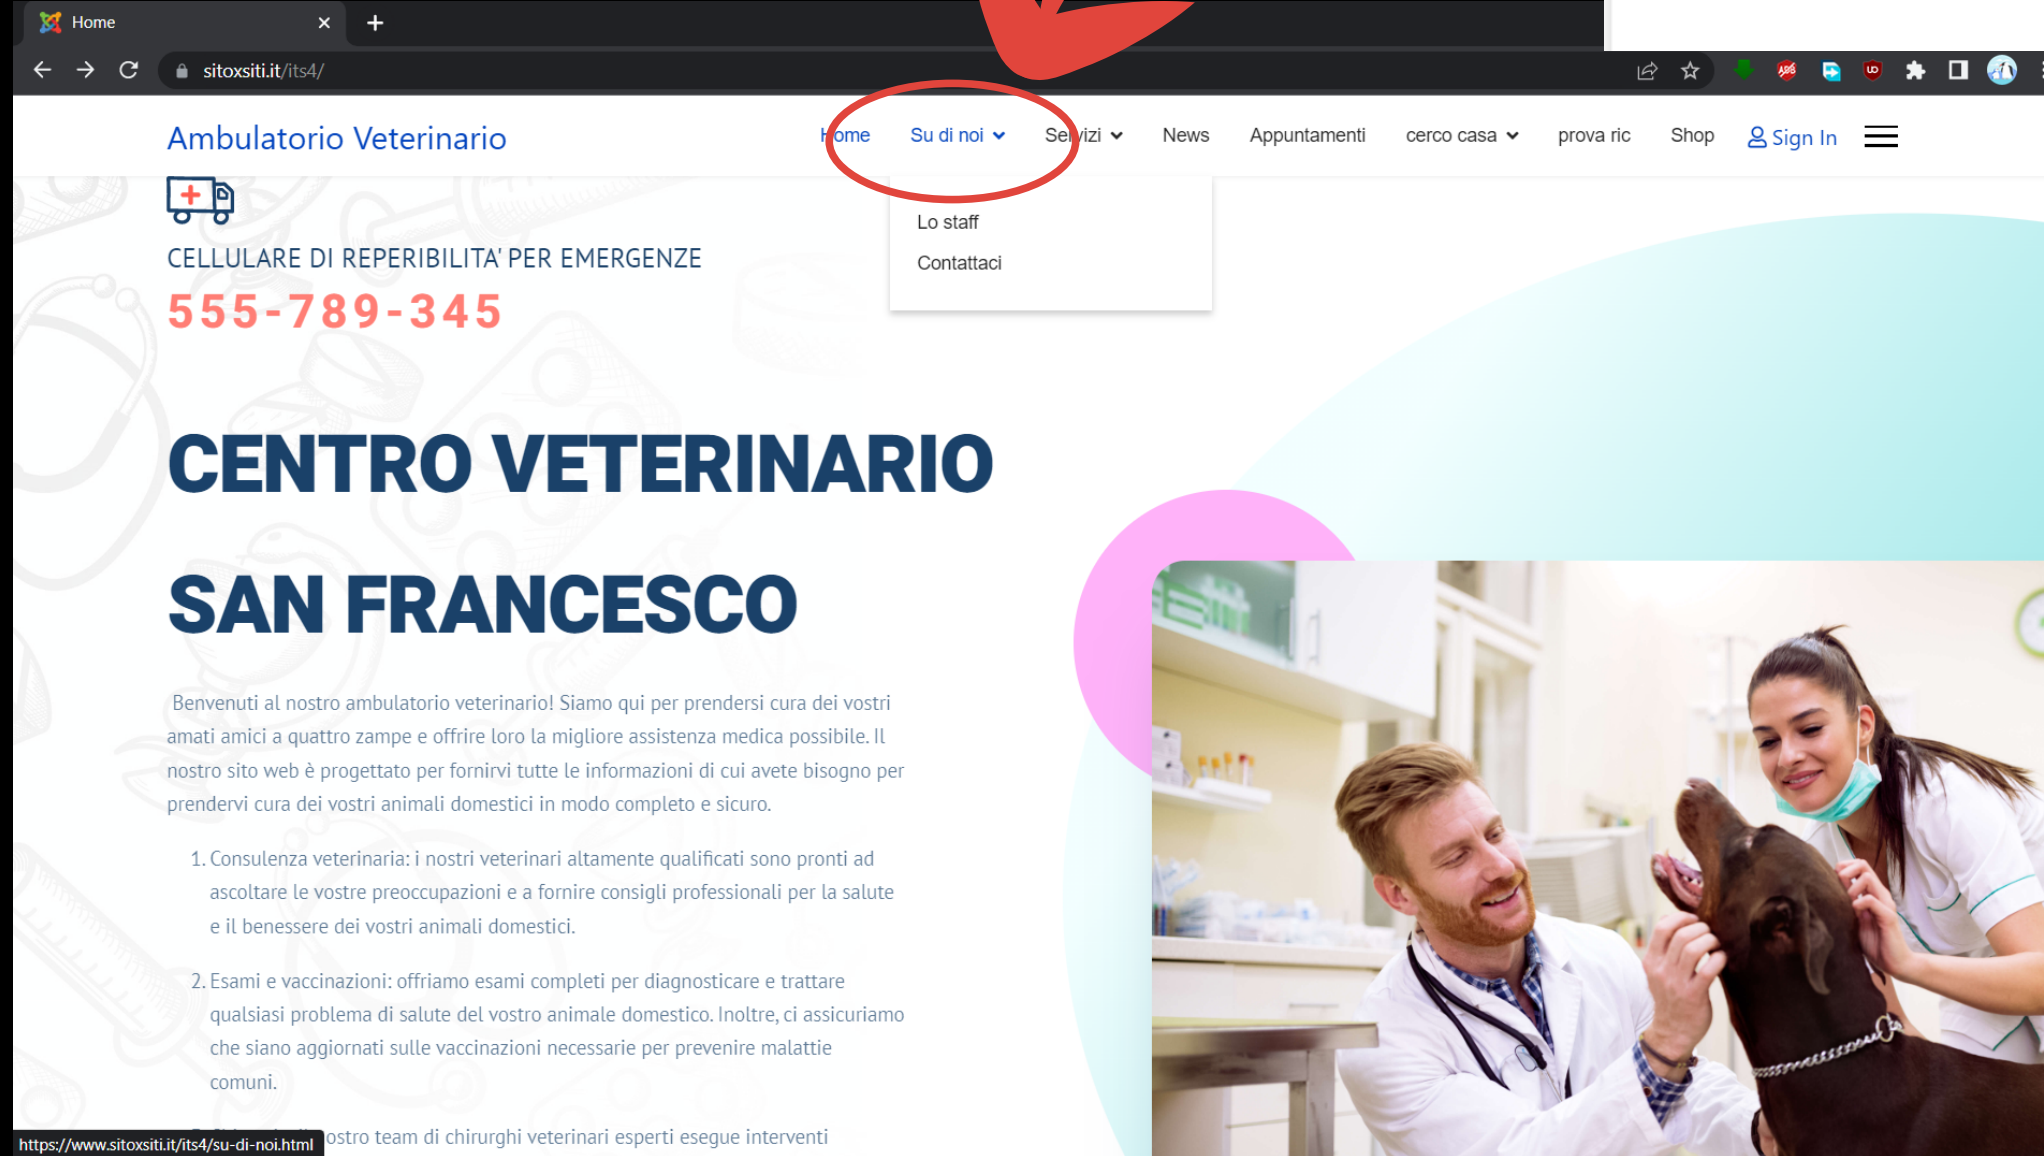 Home
sitoxsiti.it/its4/
Ambulatorio Veterinario
Home Su di noi Servizi News Appuntamenti cerco casa prova ric Shop Sign In
Lo staff
Contattaci
CELLULARE DI REPERIBILITA' PER EMERGENZE
555-789-345
CENTRO VETERINARIO
SAN FRANCESCO
Benvenuti al nostro ambulatorio veterinario! Siamo qui per prendersi cura dei vostri
amati amici a quattro zampe e offrire loro la migliore assistenza medica possibile. Il
nostro sito web è progettato per fornirvi tutte le informazioni di cui avete bisogno per
prendervi cura dei vostri animali domestici in modo completo e sicuro.
1. Consulenza veterinaria: i nostri veterinari altamente qualificati sono pronti ad
ascoltare le vostre preoccupazioni e a fornire consigli professionali per la salute
e il benessere dei vostri animali domestici.
2. Esami e vaccinazioni: offriamo esami completi per diagnosticare e trattare
qualsiasi problema di salute del vostro animale domestico. Inoltre, ci assicuriamo
che siano aggiornati sulle vaccinazioni necessarie per prevenire malattie
comuni.
ostro team di chirurghi veterinari esperti esegue interventi
https://www.sitoxsiti.it/its4/su-di-noi.html